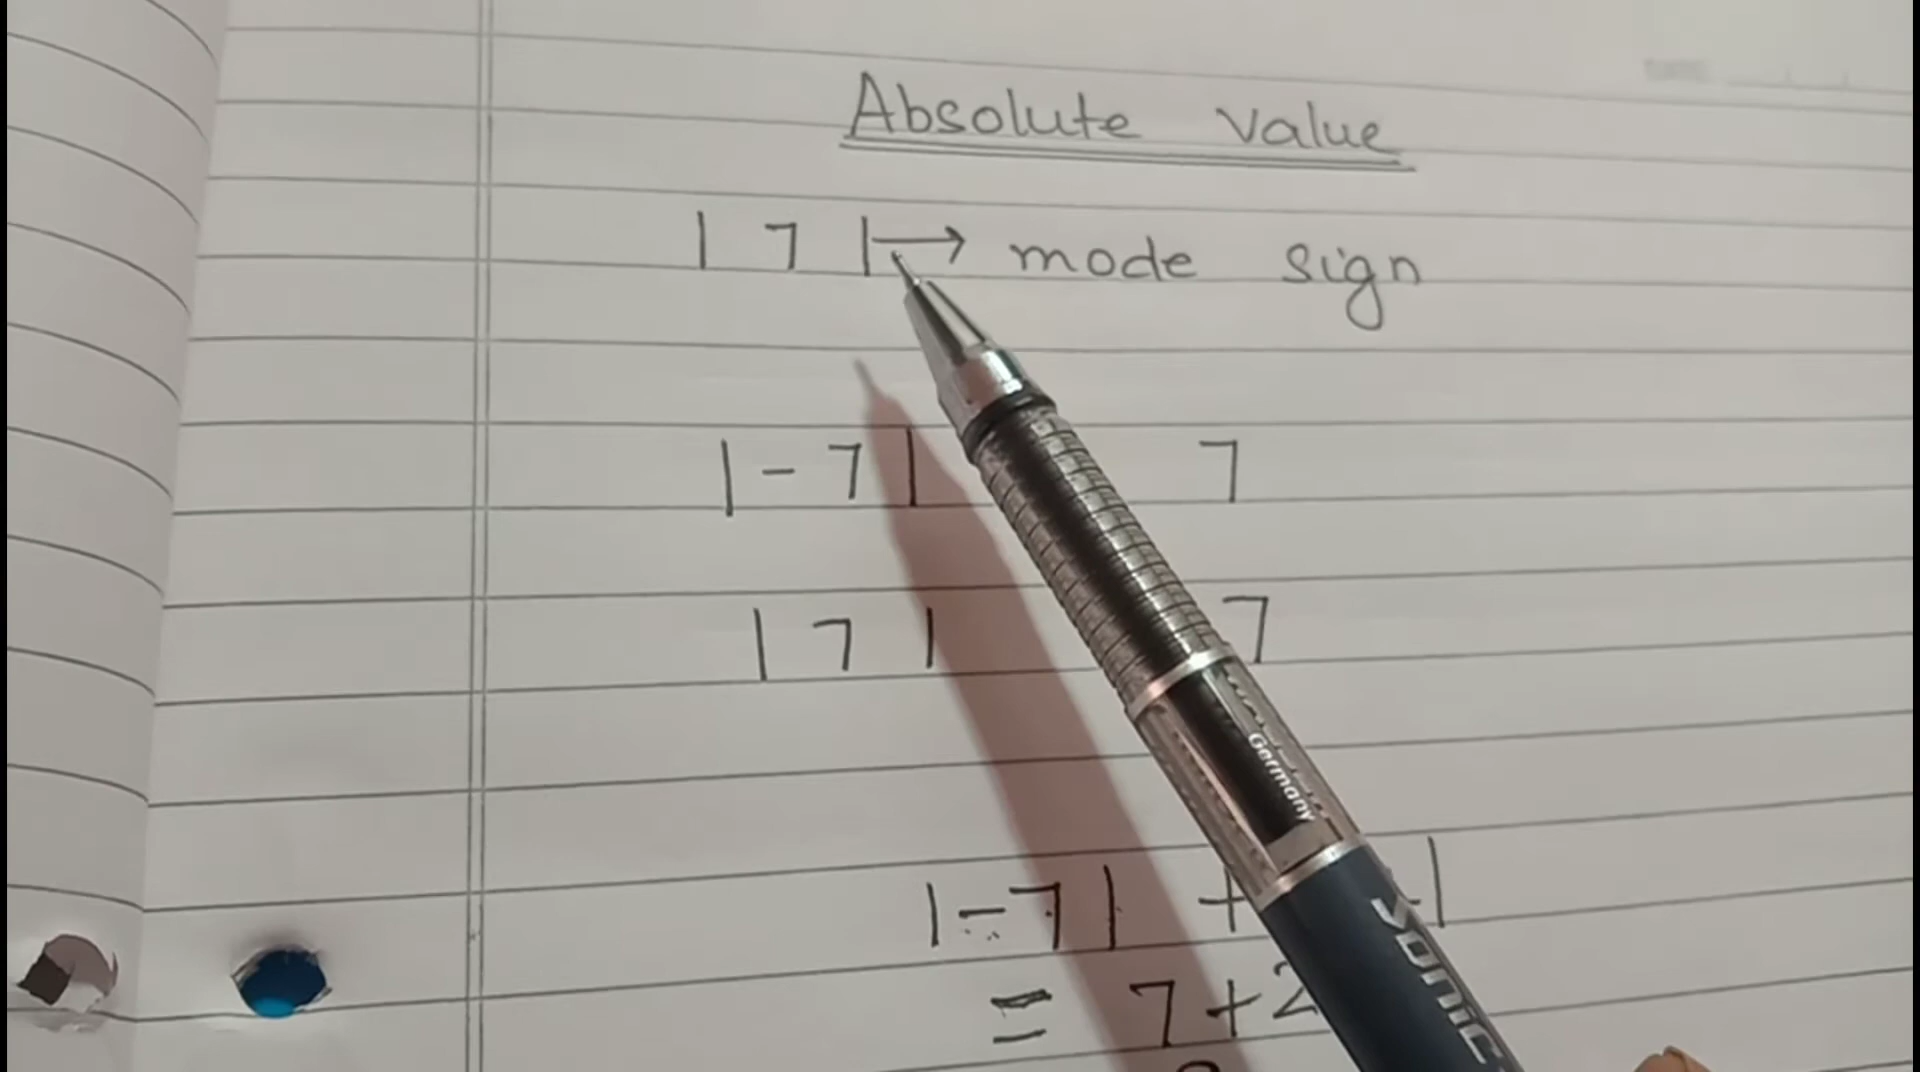 Absolute value
| 7 | → mode sign
|-7| 7
| 7 | 7
|-7| +
= 7+2
Germany